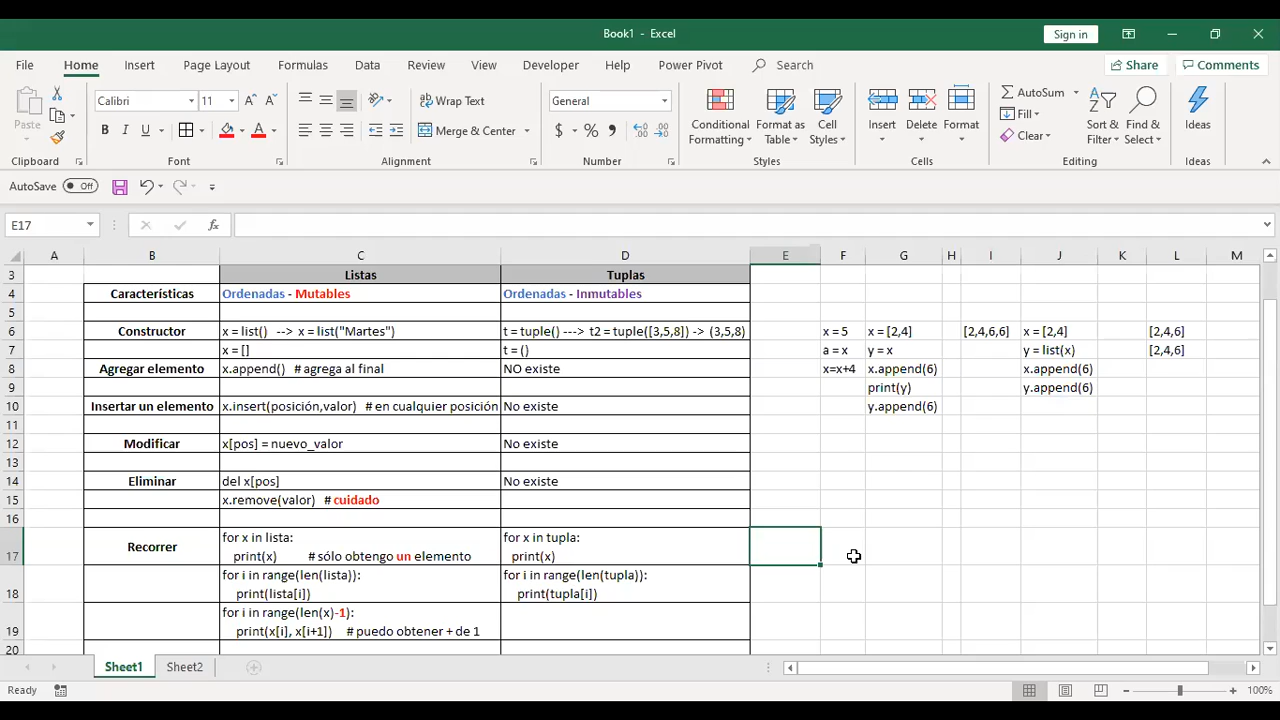 Book1 - Excel
Sign in
File Home Insert Page Layout Formulas Data Review View Developer Help Power Pivot Search Share Comments
Paste
Calibri 11 A A
B I U A
Wrap Text
Merge & Center
General
$ % 9
Conditional Formatting
Format as Table
Cell Styles
Insert
Delete
Format
AutoSum
Fill
Clear
Sort & Filter
Find & Select
Ideas
Clipboard Font Alignment Number Styles Cells Editing Ideas
AutoSave Off
E17 fx
A B C D E F G H I J K L M
3 Listas Tuplas
4 Características Ordenadas - Mutables Ordenadas - Inmutables
5
6 Constructor x = list() --> x = list("Martes") t = tuple() ---> t2 = tuple([3,5,8]) -> (3,5,8) x = 5 x = [2,4] [2,4,6,6] x = [2,4] [2,4,6]
7 x = [] t = () a = x y = x y = list(x) [2,4,6]
8 Agregar elemento x.append() # agrega al final NO existe x=x+4 x.append(6) x.append(6)
9 print(y) y.append(6)
10 Insertar un elemento x.insert(posición,valor) # en cualquier posición No existe y.append(6)
11
12 Modificar x[pos] = nuevo_valor No existe
13
14 Eliminar del x[pos] No existe
15 x.remove(valor) # cuidado
16
17 Recorrer for x in lista: for x in tupla:
print(x) # sólo obtengo un elemento print(x)
18 for i in range(len(lista)): for i in range(len(tupla)):
print(lista[i]) print(tupla[i])
19 for i in range(len(x)-1):
print(x[i], x[i+1]) # puedo obtener + de 1
20
Sheet1 Sheet2
Ready 100%